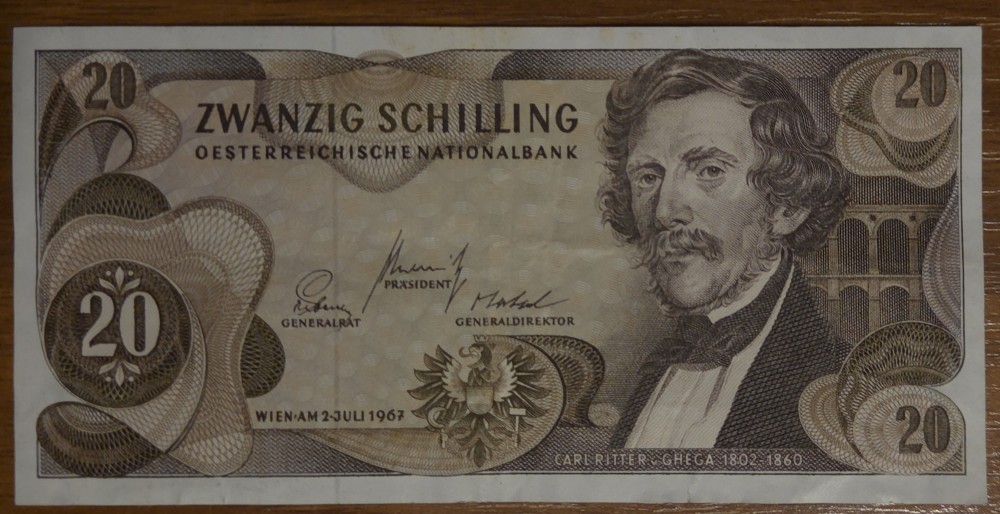 20
20
ZWANZIG SCHILLING
OESTERREICHISCHE NATIONALBANK
PRÄSIDENT
GENERALRAT
GENERALDIREKTOR
20
WIEN·AM 2·JULI 1967
20
CARL RITTER v. GHEGA 1802-1860